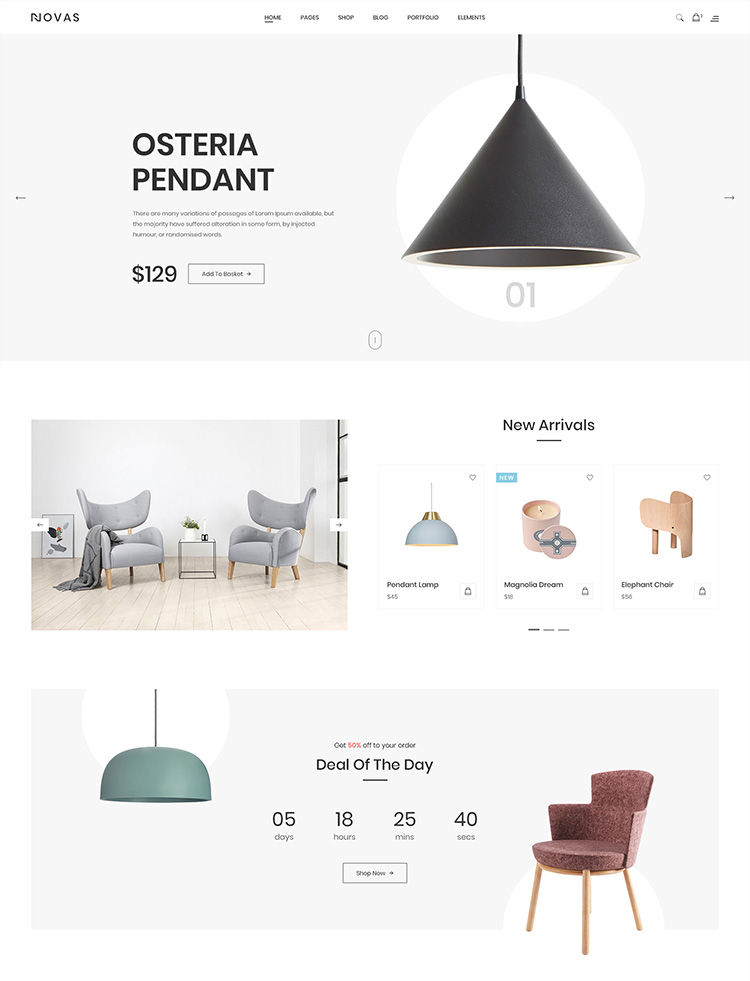 NOVAS
HOME PAGES SHOP BLOG PORTFOLIO ELEMENTS
2
OSTERIA
PENDANT
There are many variations of passages of Lorem Ipsum available, but
the majority have suffered alteration in some form, by injected
humour, or randomised words.
$129 Add To Basket →
01
New Arrivals
NEW
Pendant Lamp
$45
Magnolia Dream
$18
Elephant Chair
$56
Get 50% off to your order
Deal Of The Day
05 18 25 40
days hours mins secs
Shop Now →